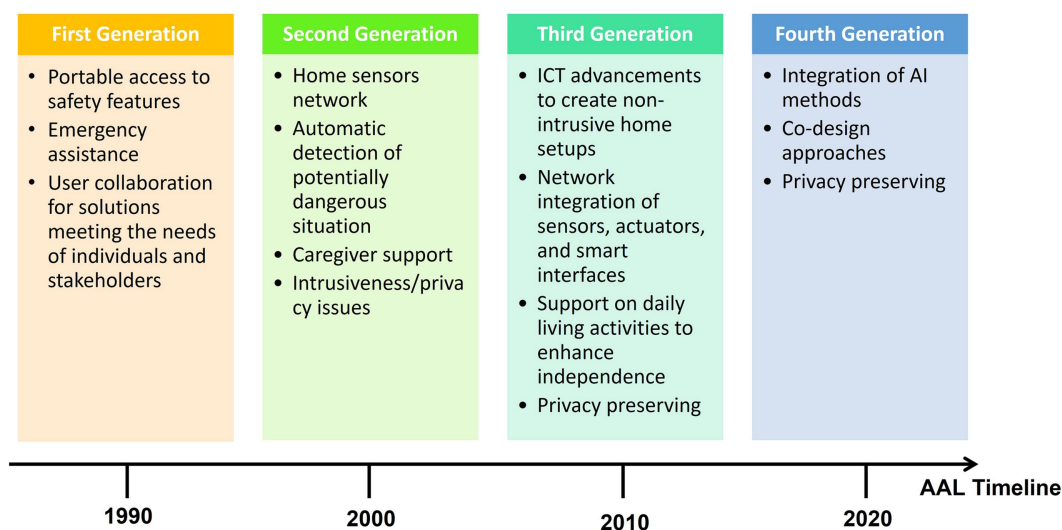 First Generation
• Portable access to
safety features
• Emergency
assistance
• User collaboration
for solutions
meeting the needs
of individuals and
stakeholders
Second Generation
• Home sensors
network
• Automatic
detection of
potentially
dangerous
situation
• Caregiver support
• Intrusiveness/priva
cy issues
Third Generation
• ICT advancements
to create non-
intrusive home
setups
• Network
integration of
sensors, actuators,
and smart
interfaces
• Support on daily
living activities to
enhance
independence
• Privacy preserving
Fourth Generation
• Integration of AI
methods
• Co-design
approaches
• Privacy preserving
AAL Timeline
1990
2000
2010
2020